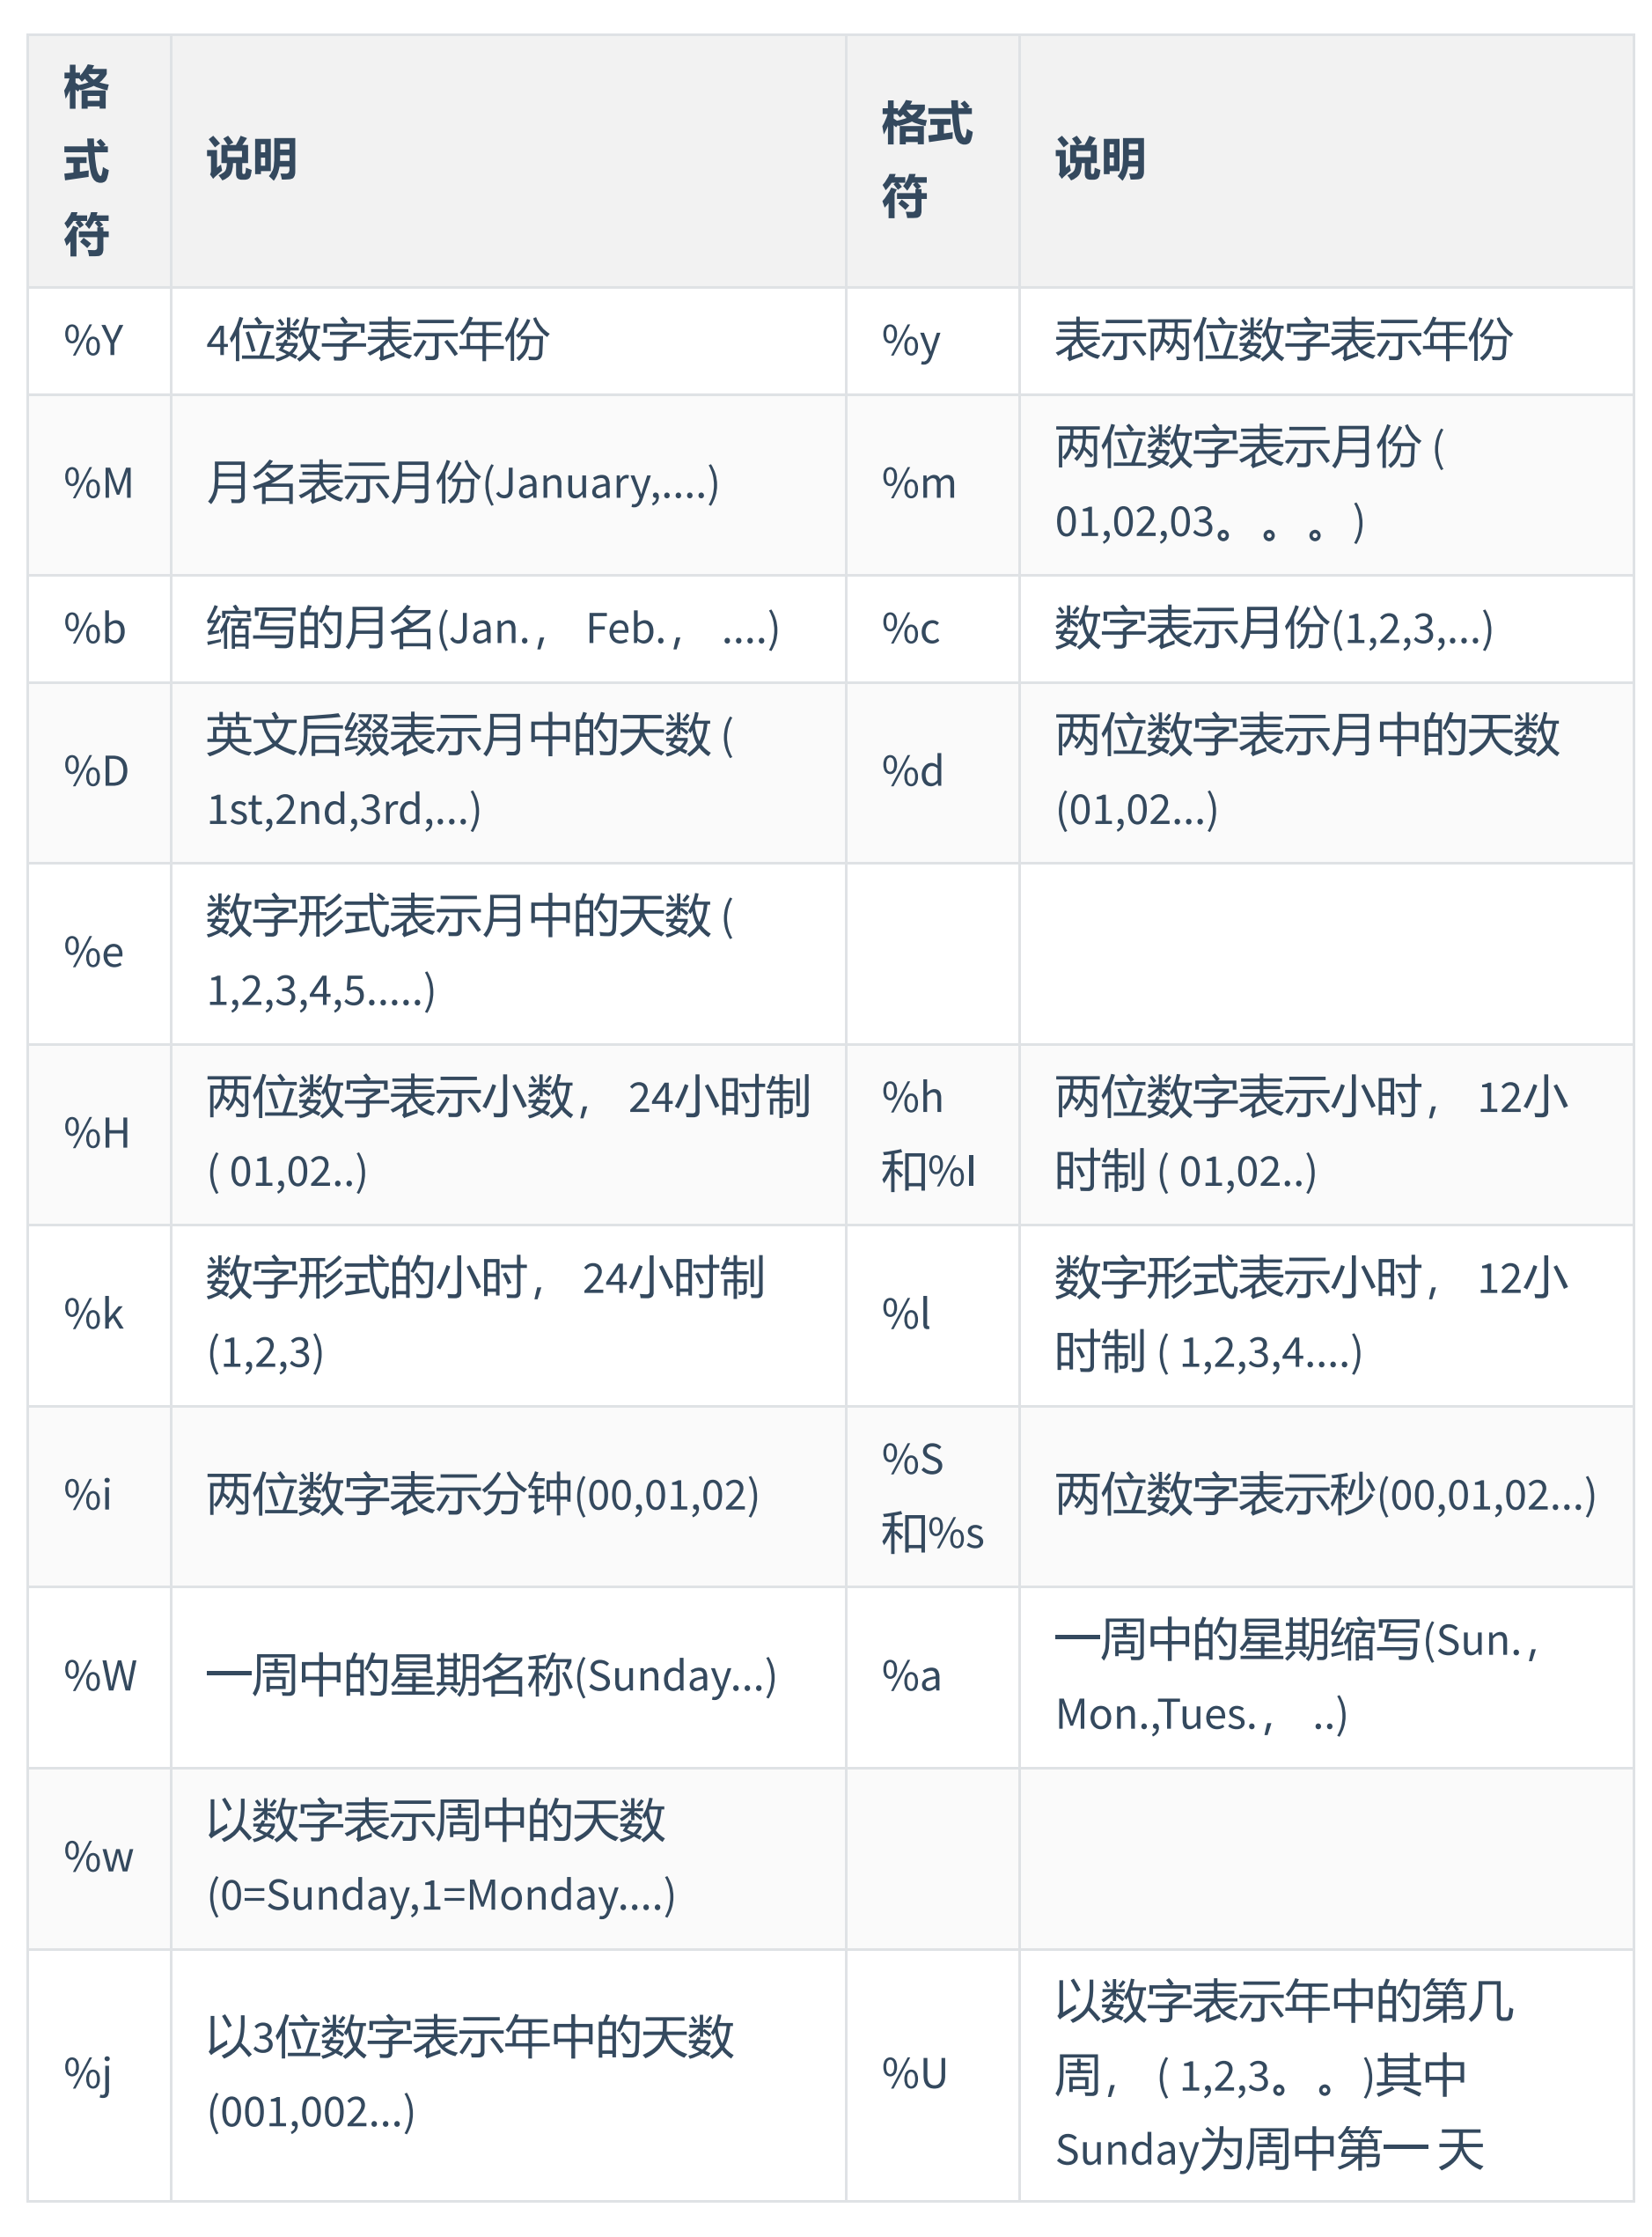 格
式
符
说明
格式
符
说明
%Y
4位数字表示年份
%y
表示两位数字表示年份
%M
月名表示月份(January,....)
%m
两位数字表示月份 (
01,02,03。。。)
%b
缩写的月名(Jan.， Feb.， ....)
%c
数字表示月份(1,2,3,...)
%D
英文后缀表示月中的天数 (
1st,2nd,3rd,...)
%d
两位数字表示月中的天数
(01,02...)
%e
数字形式表示月中的天数 (
1,2,3,4,5.....)
%H
两位数字表示小数， 24小时制
( 01,02..)
%h
和%I
两位数字表示小时， 12小
时制 ( 01,02..)
%k
数字形式的小时， 24小时制
(1,2,3)
%l
数字形式表示小时， 12小
时制 ( 1,2,3,4....)
%i
两位数字表示分钟(00,01,02)
%S
和%s
两位数字表示秒(00,01,02...)
%W
一周中的星期名称(Sunday...)
%a
一周中的星期缩写(Sun.，
Mon.,Tues.， ..)
%w
以数字表示周中的天数
(0=Sunday,1=Monday....)
%j
以3位数字表示年中的天数
(001,002...)
%U
以数字表示年中的第几
周， ( 1,2,3。。)其中
Sunday为周中第一 天